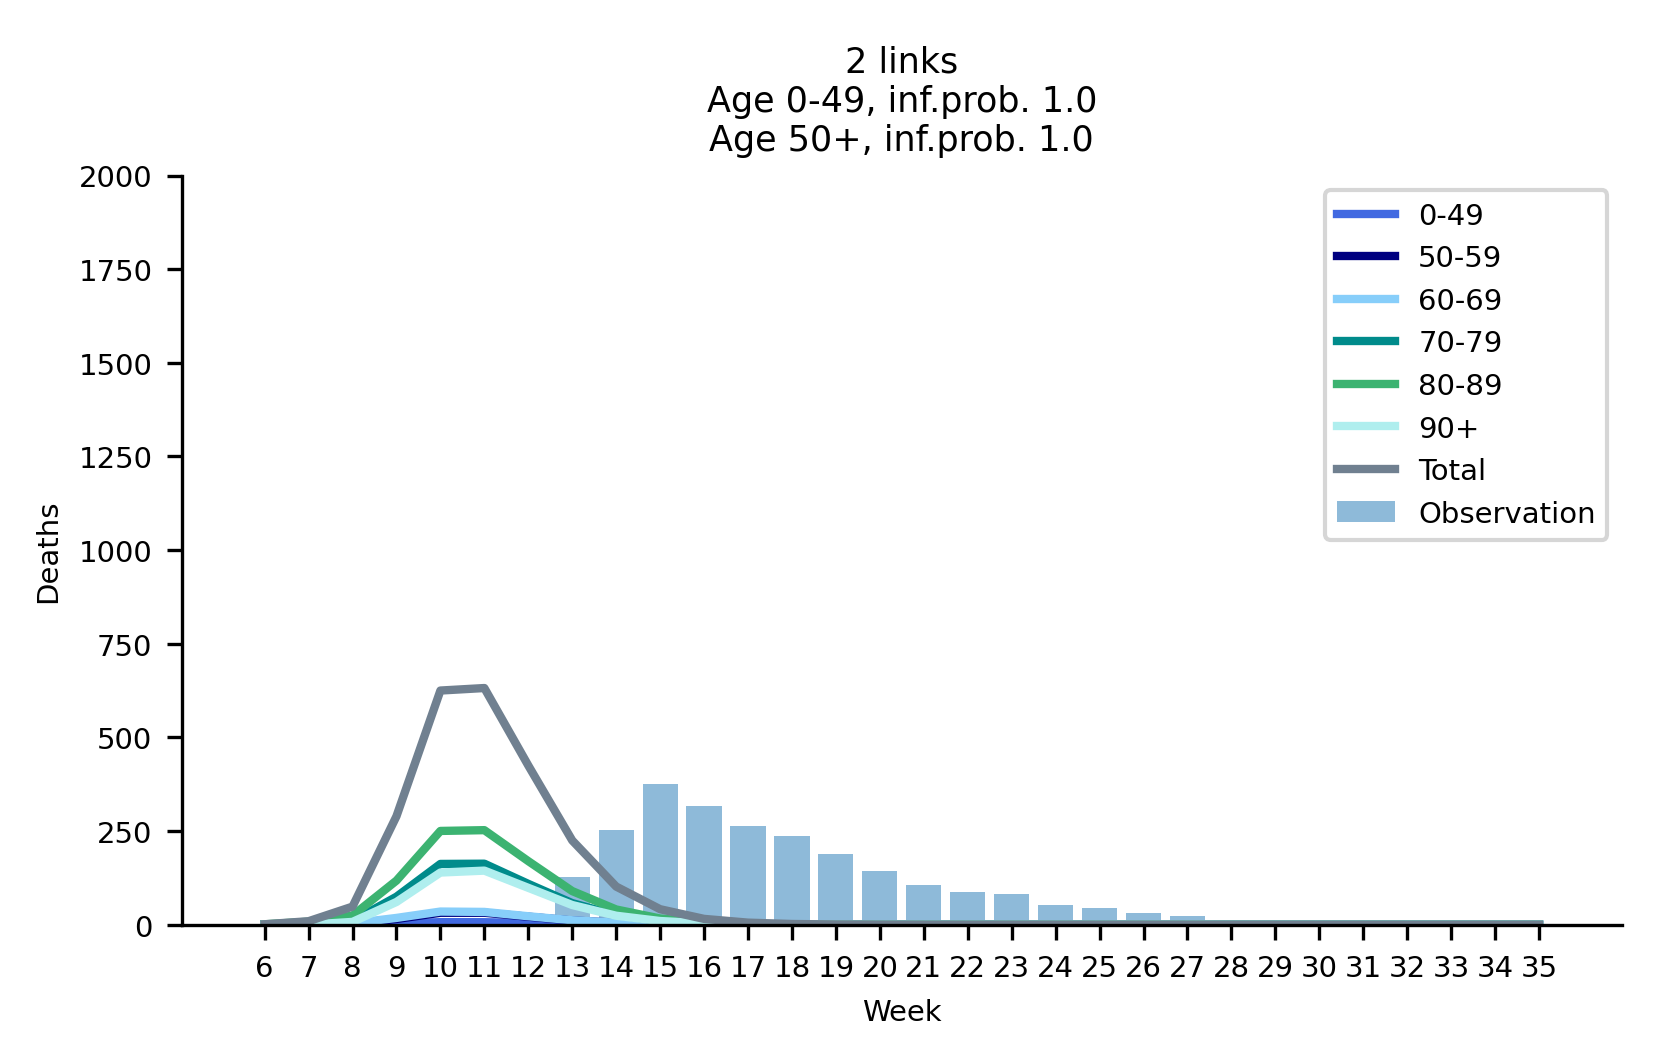 2 links
Age 0-49, inf.prob. 1.0
Age 50+, inf.prob. 1.0
2000
1750
1500
1250
1000
750
500
250
0
Deaths
0-49
50-59
60-69
70-79
80-89
90+
Total
Observation
6 7 8 9 10 11 12 13 14 15 16 17 18 19 20 21 22 23 24 25 26 27 28 29 30 31 32 33 34 35
Week